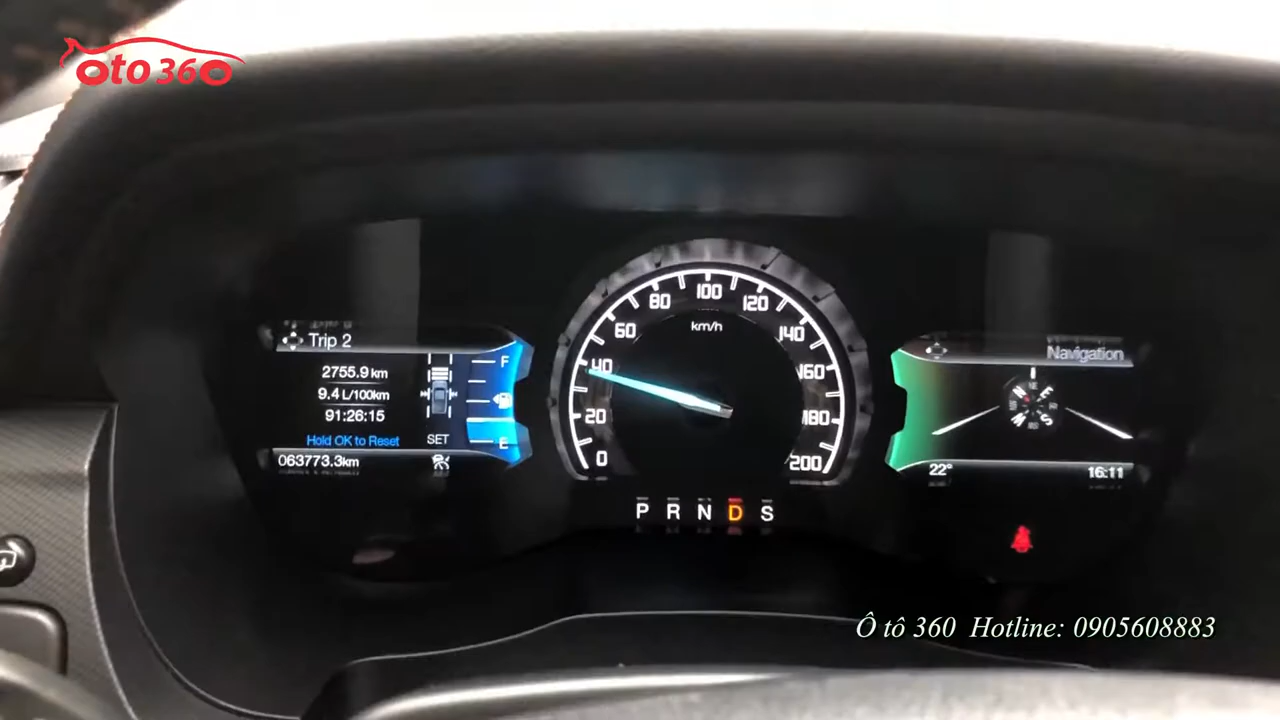 oto 360
Trip 2
2755.9 km
9.4 L/100km
91:26:15
Hold OK to Reset
SET
063773.3km
F
E
0
20
40
60
80
100
120
140
160
180
200
km/h
P R N D S
Navigation
22°
16:11
Ô tô 360 Hotline: 0905608883